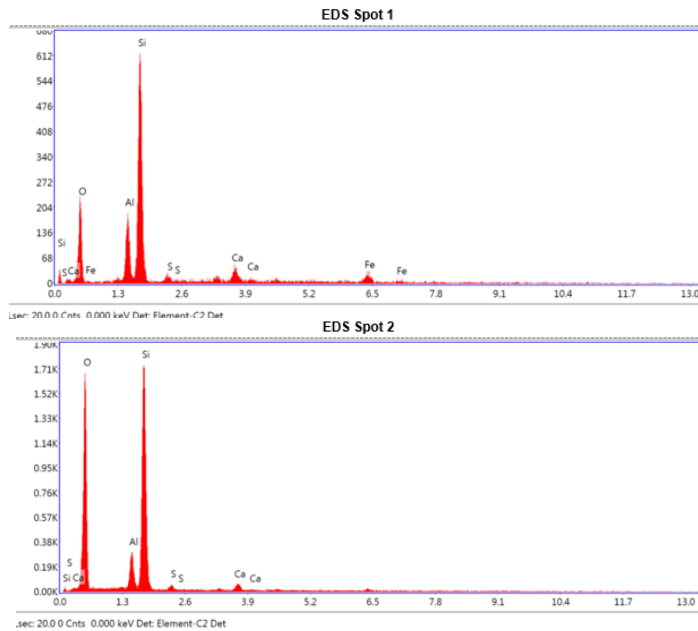 EDS Spot 1
680
Si
612
544
476
408
340
272
O
204
Al
136
Si
Ca
Fe
68
S Ca Fe
S S
Ca
Fe
0
0.0 1.3 2.6 3.9 5.2 6.5 7.8 9.1 10.4 11.7 13.0
Lsec: 20.0 0 Cnts 0.000 keV Det: Element-C2 Det
EDS Spot 2
1.90K
Si
O
1.71K
1.52K
1.33K
1.14K
0.95K
0.76K
0.57K
Al
0.38K
S
0.19K
Si Ca
S S
Ca Ca
0.00K
0.0 1.3 2.6 3.9 5.2 6.5 7.8 9.1 10.4 11.7 13.0
Lsec: 20.0 0 Cnts 0.000 keV Det: Element-C2 Det